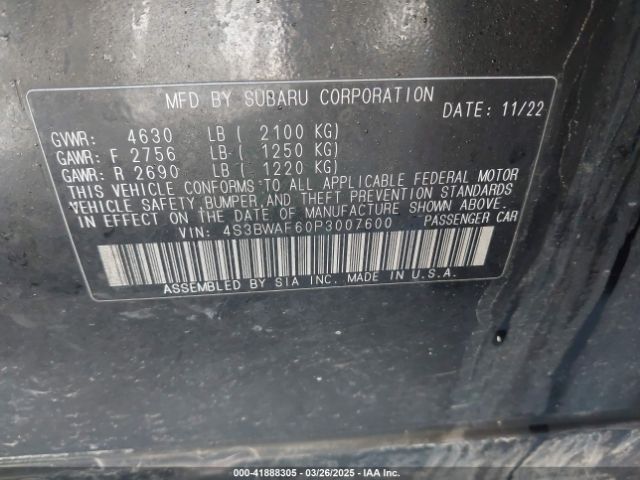 MFD BY SUBARU CORPORATION
DATE: 11/22
GVWR: 4630 LB ( 2100 KG)
GAWR: F 2756 LB ( 1250 KG)
GAWR: R 2690 LB ( 1220 KG)
THIS VEHICLE CONFORMS TO ALL APPLICABLE FEDERAL MOTOR
VEHICLE SAFETY, BUMPER, AND THEFT PREVENTION STANDARDS
IN EFFECT ON THE DATE OF MANUFACTURE SHOWN ABOVE.
VIN: 4S3BWAF60P3007600 PASSENGER CAR
ASSEMBLED BY SIA INC. MADE IN U.S.A.
000-41888305 | 03/26/2025 | IAA Inc.